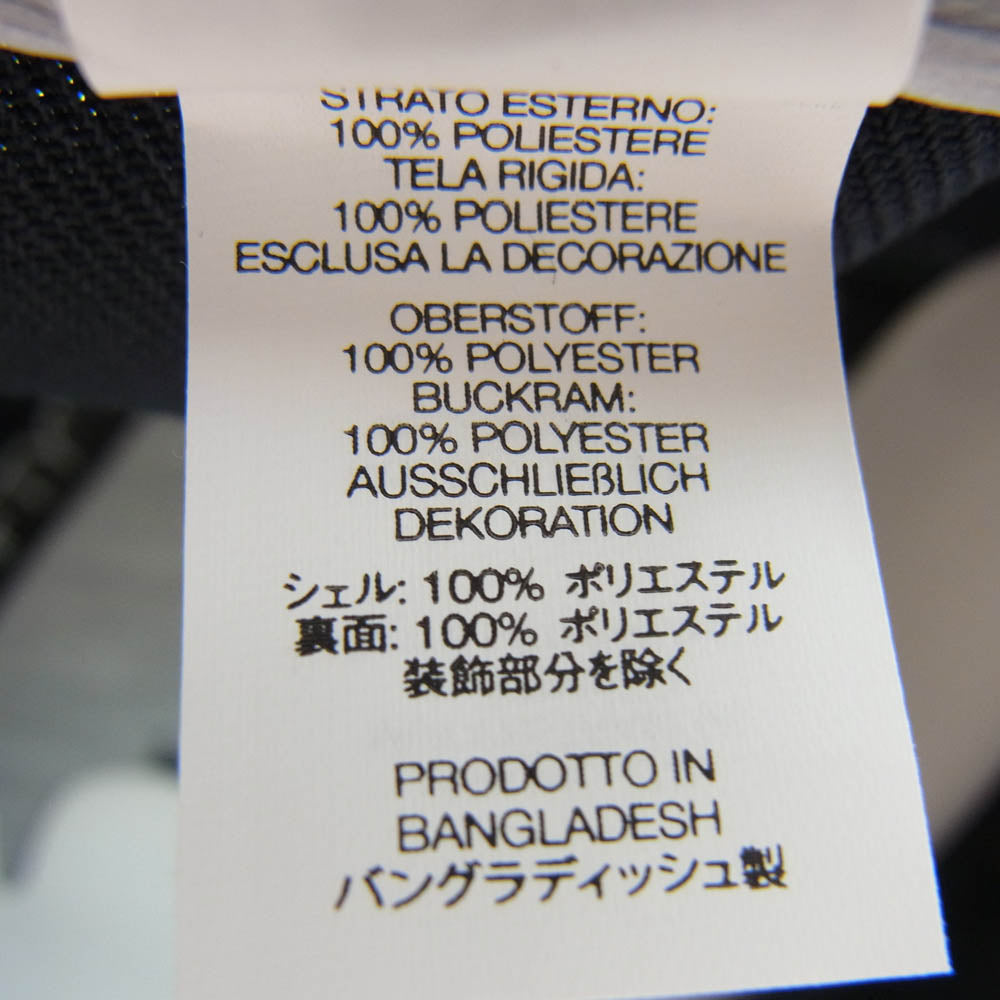 STRATO ESTERNO:
100% POLIESTERE
TELA RIGIDA:
100% POLIESTERE
ESCLUSA LA DECORAZIONE
OBERSTOFF:
100% POLYESTER
BUCKRAM:
100% POLYESTER
AUSSCHLIEßLICH
DEKORATION
シェル: 100% ポリエステル
裏面: 100% ポリエステル
装飾部分を除く
PRODOTTO IN
BANGLADESH
バングラディッシュ製